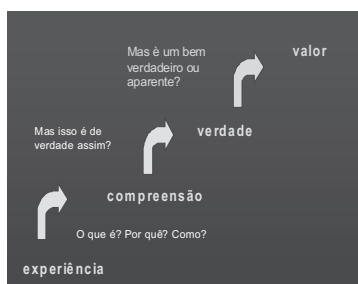 Mas è um bem
verdadeiro ou
aparente?
valor
Mas isso é de
verdade assim?
verdade
compreensão
O que é? Por quê? Como?
experiência